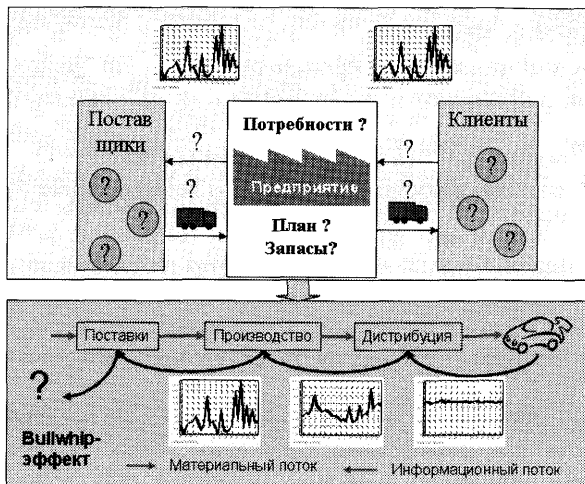 Постав
щики
?
?
?
?
?
Потребности ?
Предприятие
План ?
Запасы?
?
?
Клиенты
?
?
?
Поставки
Производство
Дистрибуция
?
Bullwhip-
эффект
Материальный поток
Информационный поток